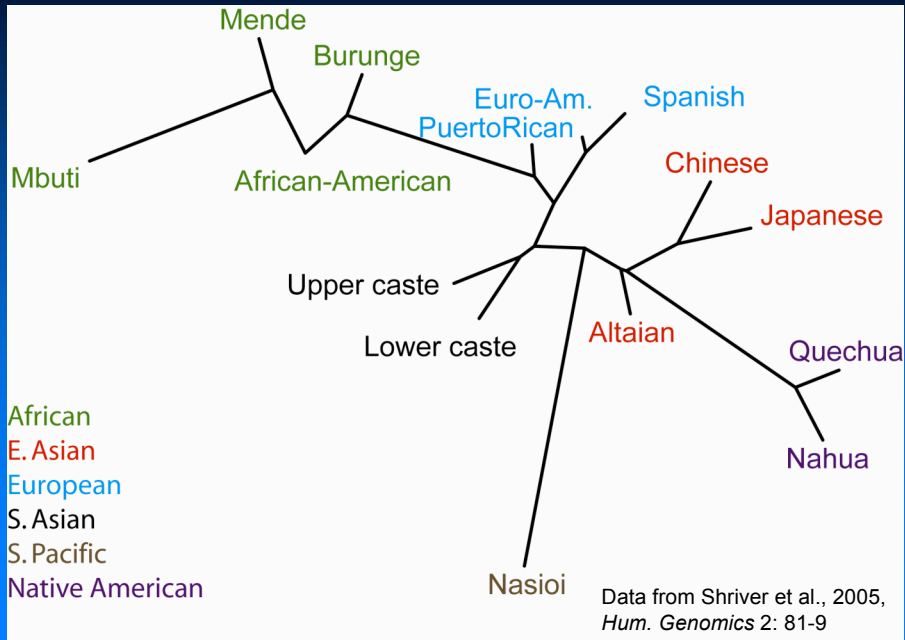 Mende
Burunge
Euro-Am.
Spanish
PuertoRican
Chinese
Mbuti
African-American
Japanese
Upper caste
Lower caste
Altaian
Quechua
Nahua
African
E. Asian
European
S. Asian
S. Pacific
Native American
Nasioi
Data from Shriver et al., 2005,
Hum. Genomics 2: 81-9